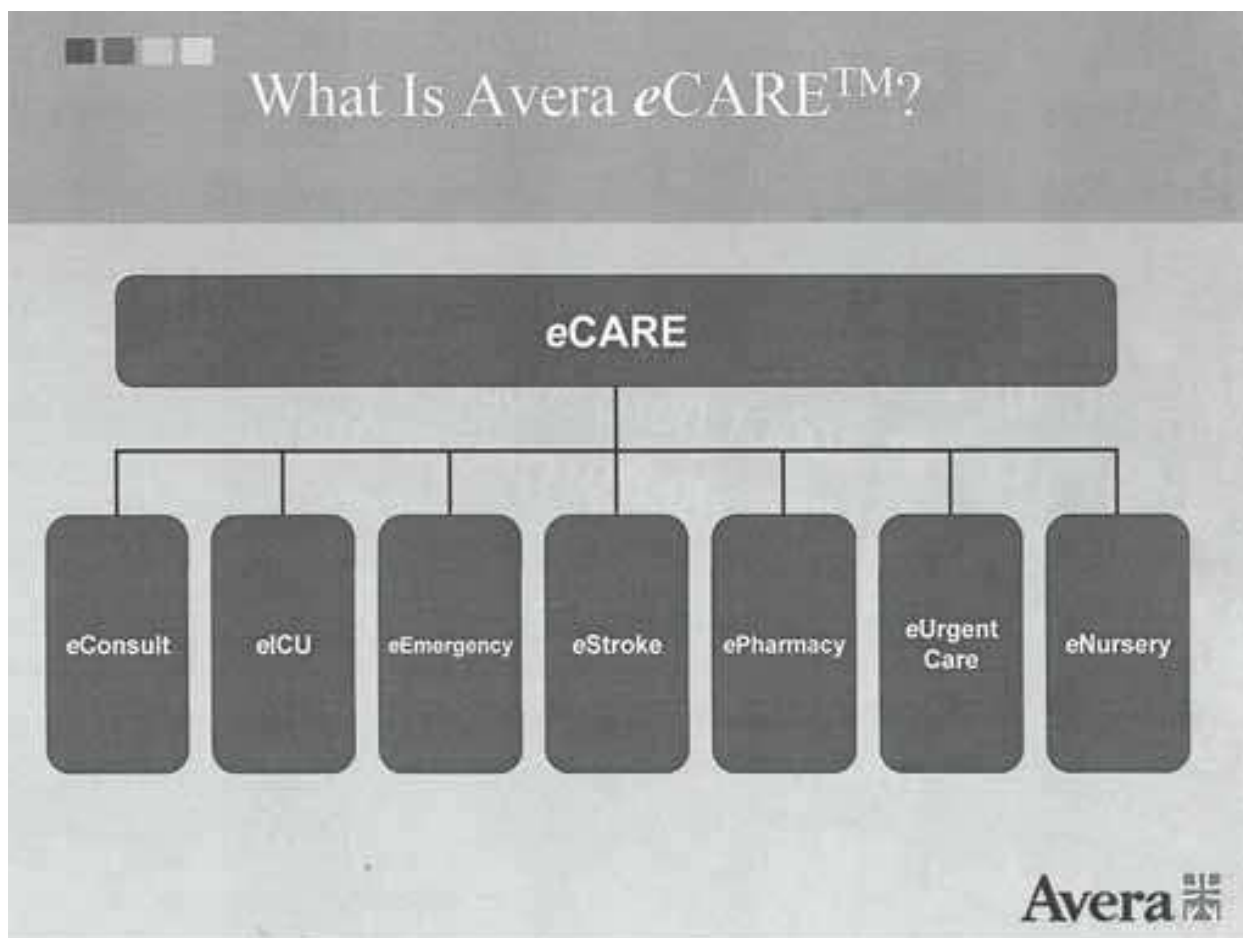 What Is Avera eCARE™?
eCARE
eConsult
eICU
eEmergency
eStroke
ePharmacy
eUrgent
Care
eNursery
Avera